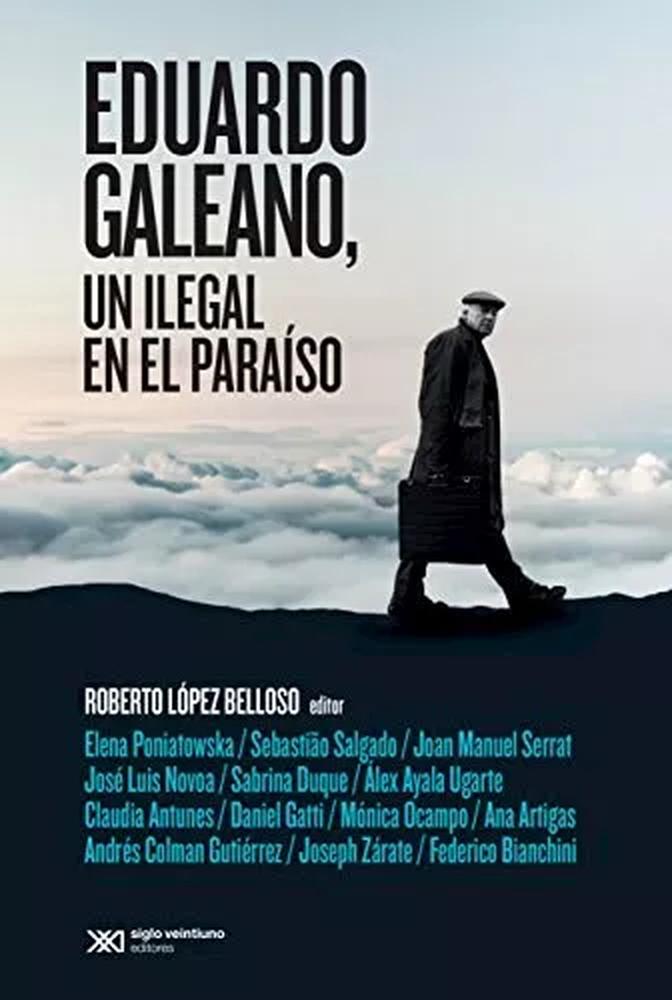 EDUARDO
GALEANO,
UN ILEGAL
EN EL PARAÍSO
ROBERTO LÓPEZ BELLOSO editor
Elena Poniatowska / Sebastião Salgado / Joan Manuel Serrat
José Luis Novoa / Sabrina Duque / Álex Ayala Ugarte
Claudia Antunes / Daniel Gatti / Mónica Ocampo / Ana Artigas
Andrés Colman Gutiérrez / Joseph Zárate / Federico Bianchini
siglo veintiuno
editores